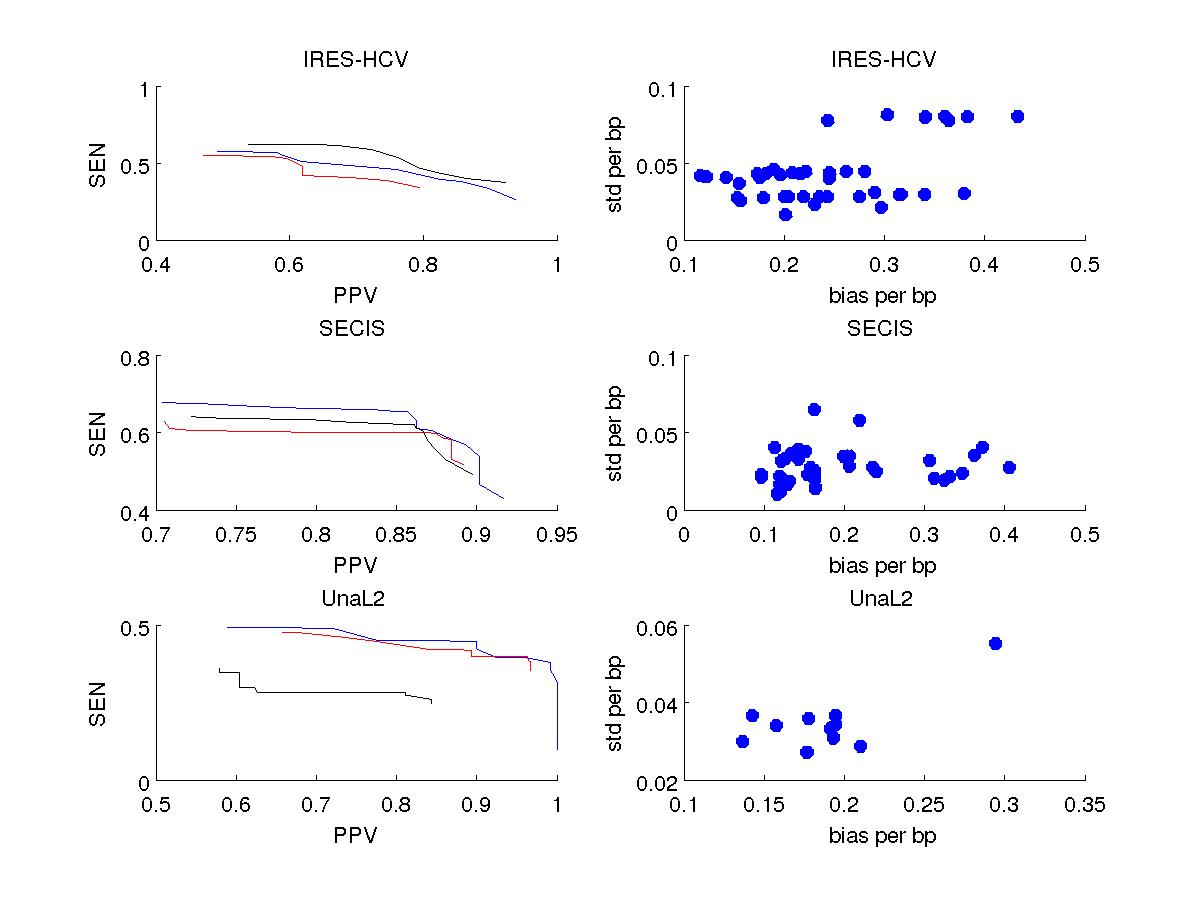 IRES-HCV
1
0.5
0
SEN
0.4 0.6 0.8 1
PPV
IRES-HCV
0.1
0.05
0
std per bp
0.1 0.2 0.3 0.4 0.5
bias per bp
SECIS
0.8
0.6
0.4
SEN
0.7 0.75 0.8 0.85 0.9 0.95
PPV
SECIS
0.1
0.05
0
std per bp
0 0.1 0.2 0.3 0.4 0.5
bias per bp
UnaL2
0.5
0
SEN
0.5 0.6 0.7 0.8 0.9 1
PPV
UnaL2
0.06
0.04
0.02
std per bp
0.1 0.15 0.2 0.25 0.3 0.35
bias per bp